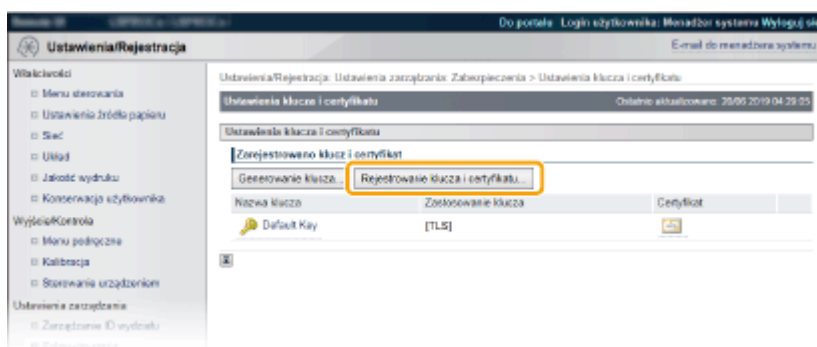 Do portalu Login użytkownika: Menadżer systemu Wyloguj się
Ustawienia/Rejestracja
E-mail do menadżera systemu
Właściwości
Menu sterowania
Ustawienia źródła papieru
Sieć
Układ
Jakość wydruku
Konserwacja użytkownika
Wyjście/Kontrola
Menu podręczne
Kalibracja
Sterowanie urządzeniem
Ustawienia zarządzania
Zarządzanie ID wydziału
Ustawienia/Rejestracja: Ustawienia zarządzania: Zabezpieczenia > Ustawienia klucza i certyfikatu
Ustawienia klucza i certyfikatu
Ostatnio aktualizowano: 20/06 2019 04:29:05
Ustawienia klucza i certyfikatu
Zarejestrowano klucz i certyfikat
Generowanie klucza...
Rejestrowanie klucza i certyfikatu...
Nazwa klucza Zastosowanie klucza Certyfikat
Default Key [TLS]